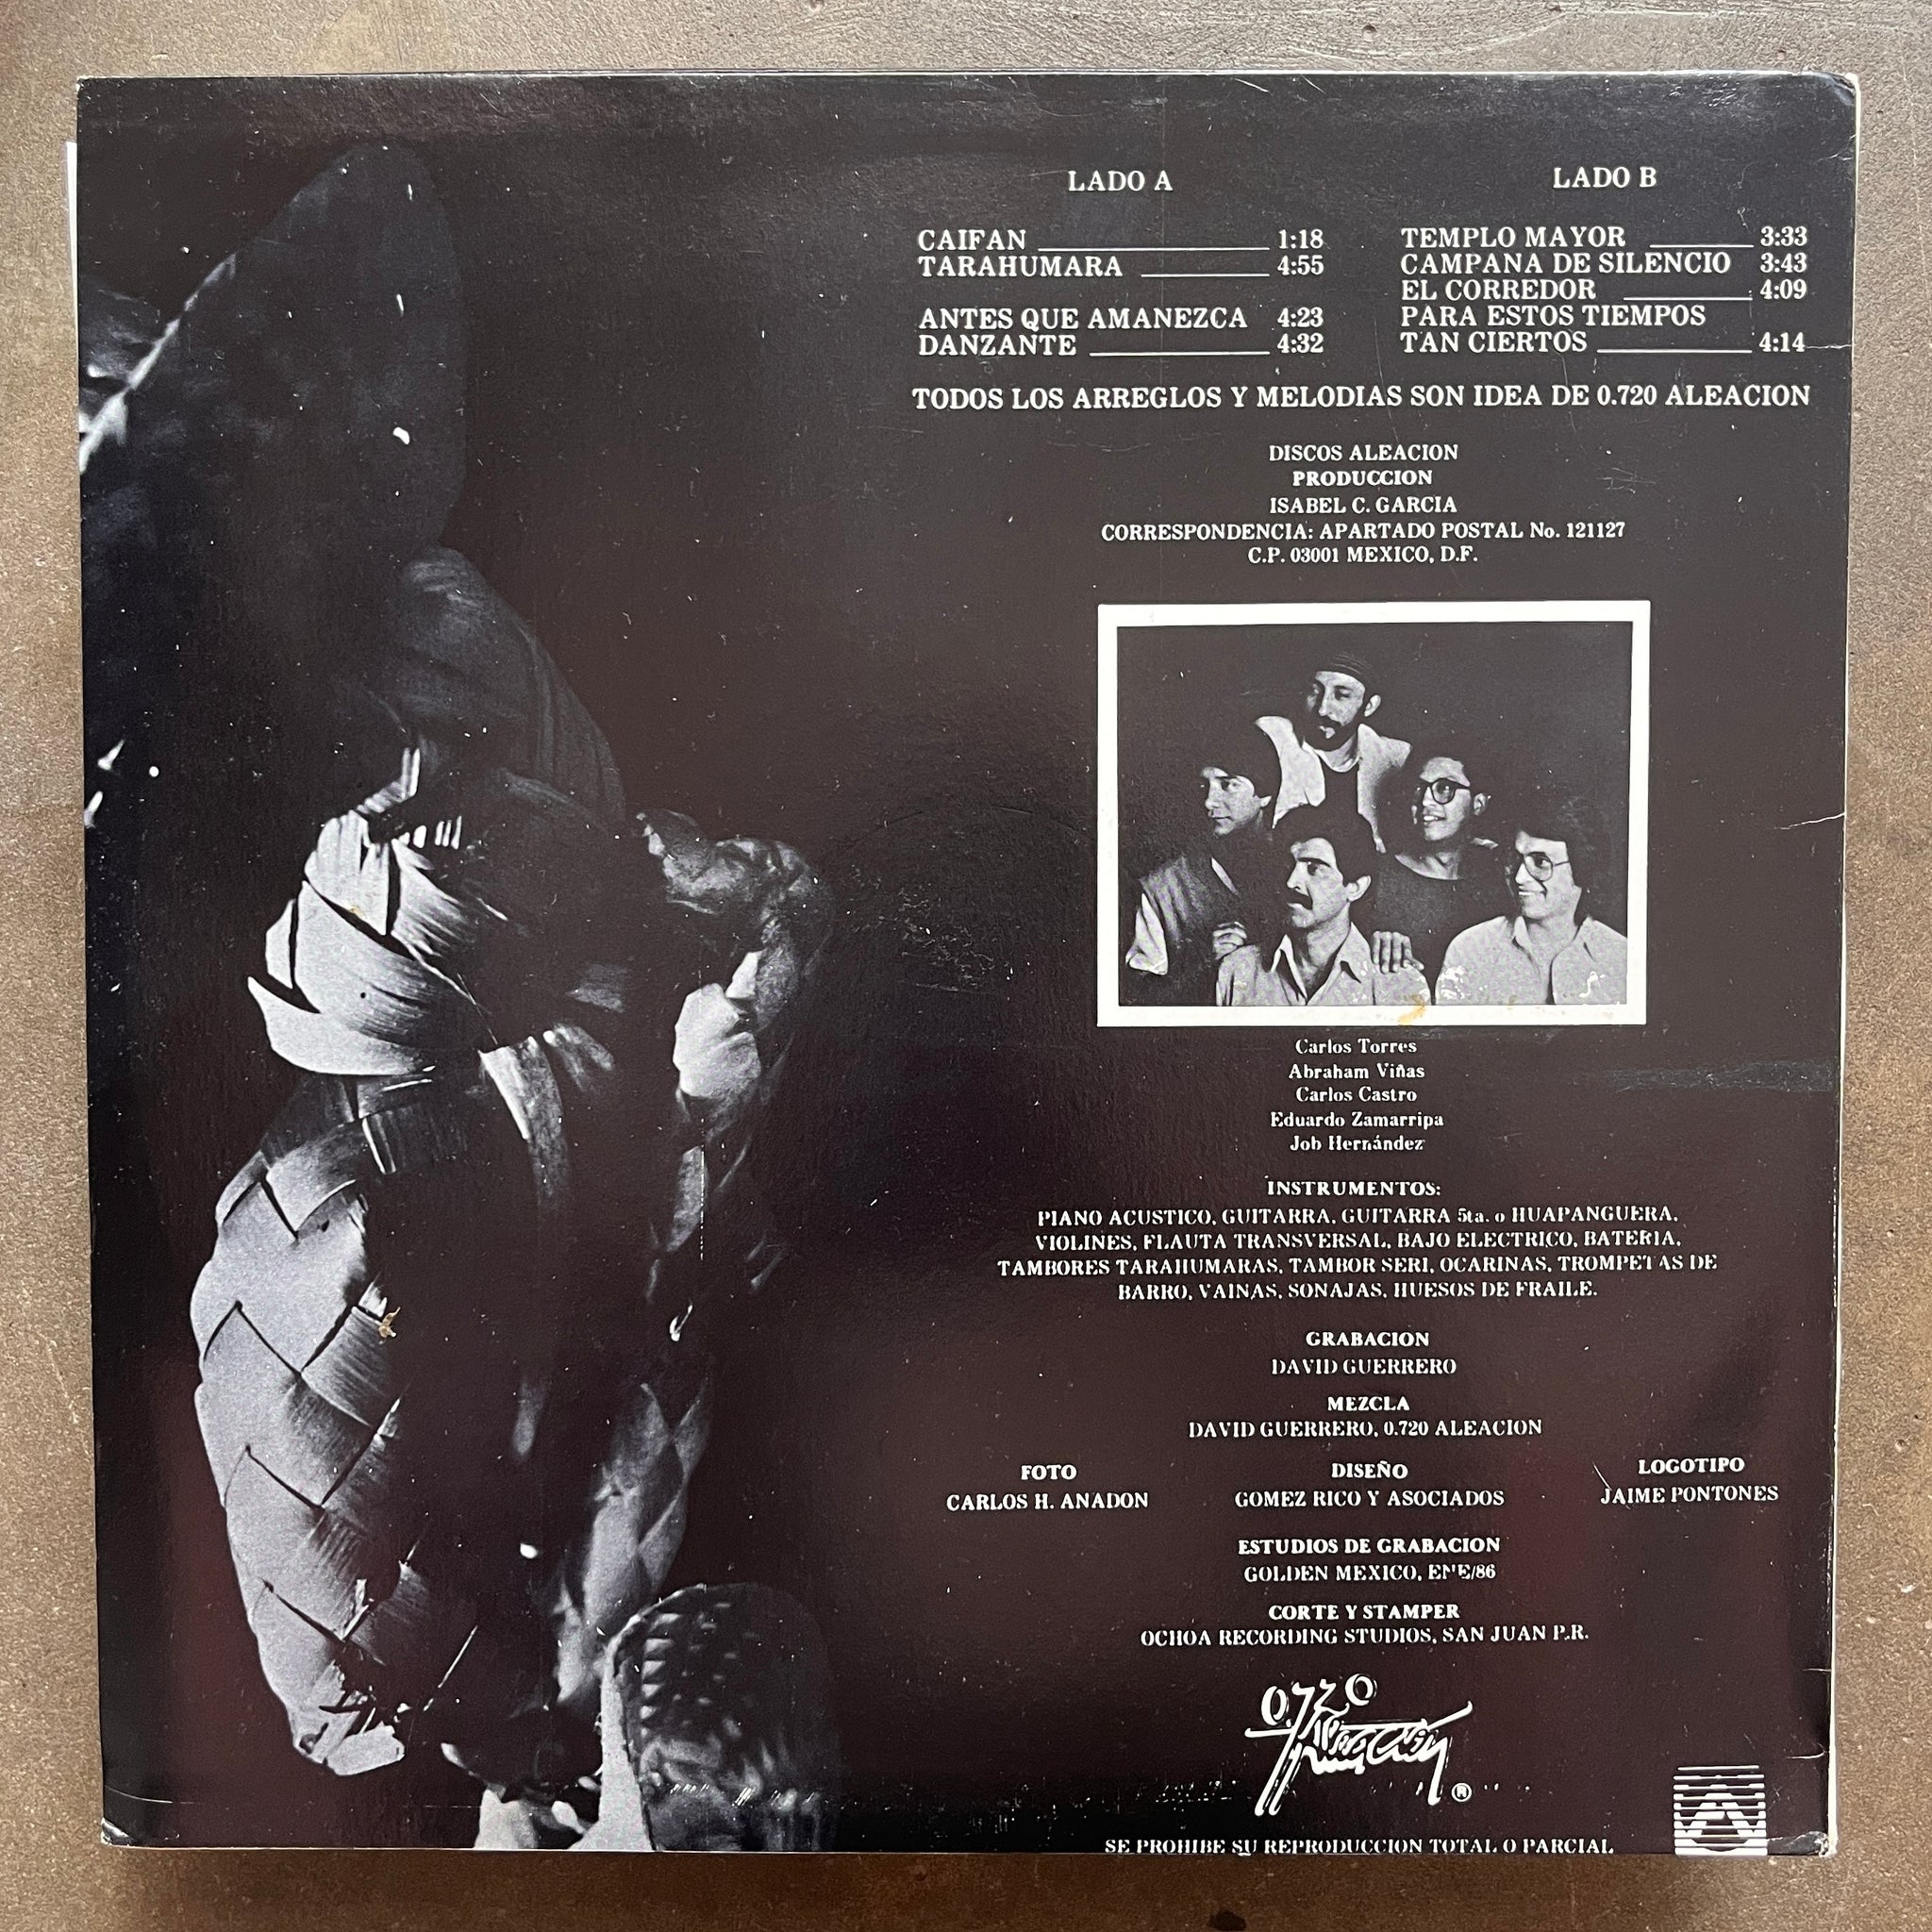 LADO A
CAIFAN 1:18
TARAHUMARA 4:55
ANTES QUE AMANEZCA 4:23
DANZANTE 4:32
LADO B
TEMPLO MAYOR 3:33
CAMPANA DE SILENCIO 3:43
EL CORREDOR 4:09
PARA ESTOS TIEMPOS
TAN CIERTOS 4:14
TODOS LOS ARREGLOS Y MELODIAS SON IDEA DE 0.720 ALEACION
DISCOS ALEACION
PRODUCCION
ISABEL C. GARCIA
CORRESPONDENCIA: APARTADO POSTAL No. 121127
C.P. 03001 MEXICO, D.F.
Carlos Torres
Abraham Viñas
Carlos Castro
Eduardo Zamarripa
Job Hernández
INSTRUMENTOS:
PIANO ACUSTICO, GUITARRA, GUITARRA 5ta. o HUAPANGUERA,
VIOLINES, FLAUTA TRANSVERSAL, BAJO ELECTRICO, BATERIA,
TAMBORES TARAHUMARAS, TAMBOR SERI, OCARINAS, TROMPETAS DE
BARRO, VAINAS, SONAJAS, HUESOS DE FRAILE.
GRABACION
DAVID GUERRERO
MEZCLA
DAVID GUERRERO, 0.720 ALEACION
FOTO
CARLOS H. ANADON
DISEÑO
GOMEZ RICO Y ASOCIADOS
LOGOTIPO
JAIME PONTONES
ESTUDIOS DE GRABACION
GOLDEN MEXICO, ENE/86
CORTE Y STAMPER
OCHOA RECORDING STUDIOS, SAN JUAN P.R.
0.720
Aleación ®
SE PROHIBE SU REPRODUCCION TOTAL O PARCIAL